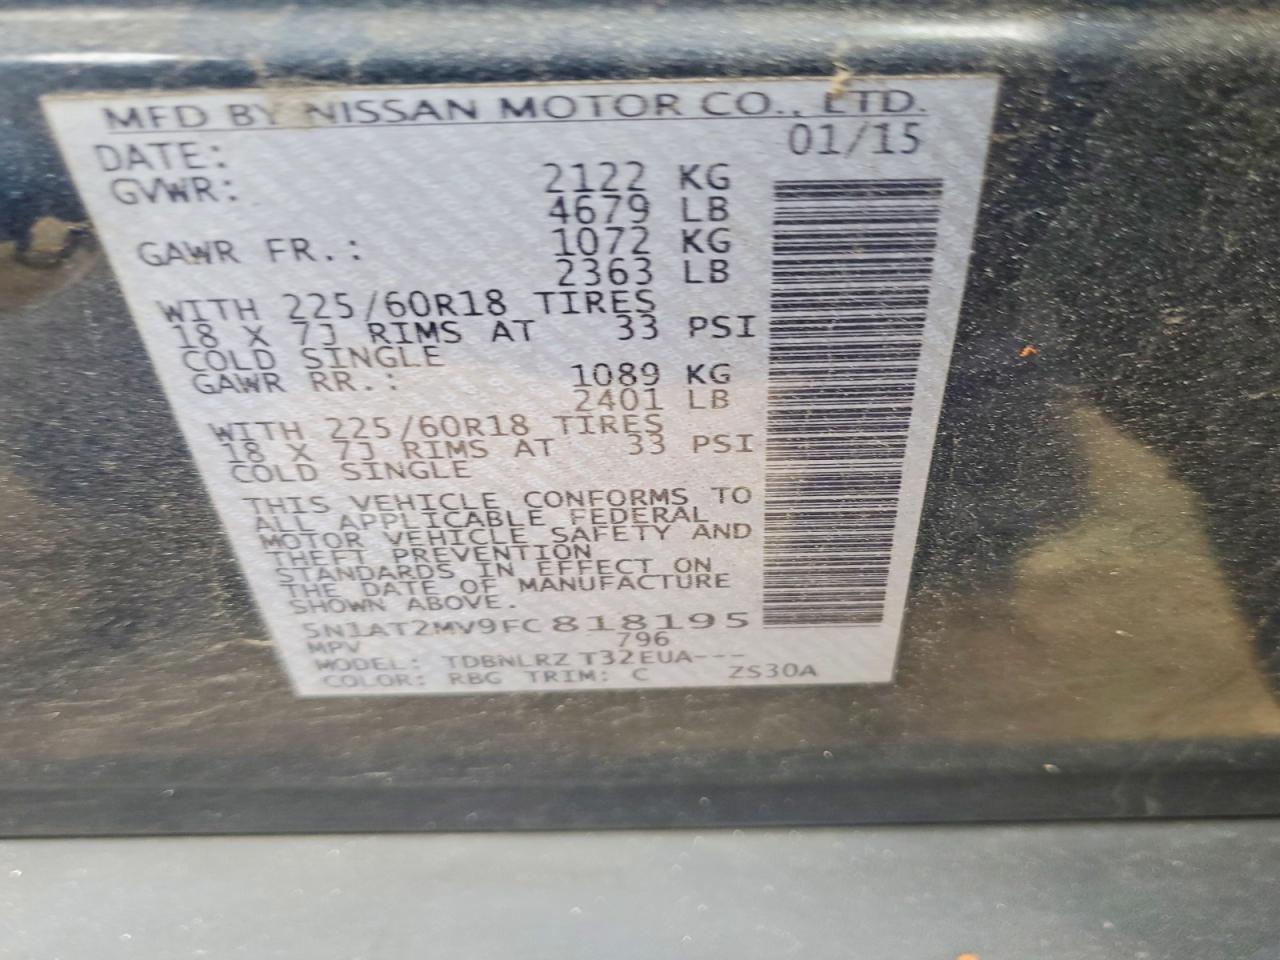 MFD BY NISSAN MOTOR CO., LTD.
DATE: 01/15
GVWR: 2122 KG
4679 LB
GAWR FR.: 1072 KG
2363 LB
WITH 225/60R18 TIRES
18 X 7J RIMS AT 33 PSI
COLD SINGLE
GAWR RR.: 1089 KG
2401 LB
WITH 225/60R18 TIRES
18 X 7J RIMS AT 33 PSI
COLD SINGLE
THIS VEHICLE CONFORMS TO
ALL APPLICABLE FEDERAL
MOTOR VEHICLE SAFETY AND
THEFT PREVENTION
STANDARDS IN EFFECT ON
THE DATE OF MANUFACTURE
SHOWN ABOVE.
5N1AT2MV9FC818195
MPV 796
MODEL: TDBNLRZ T32EUA---
COLOR: RBG TRIM: C ZS30A